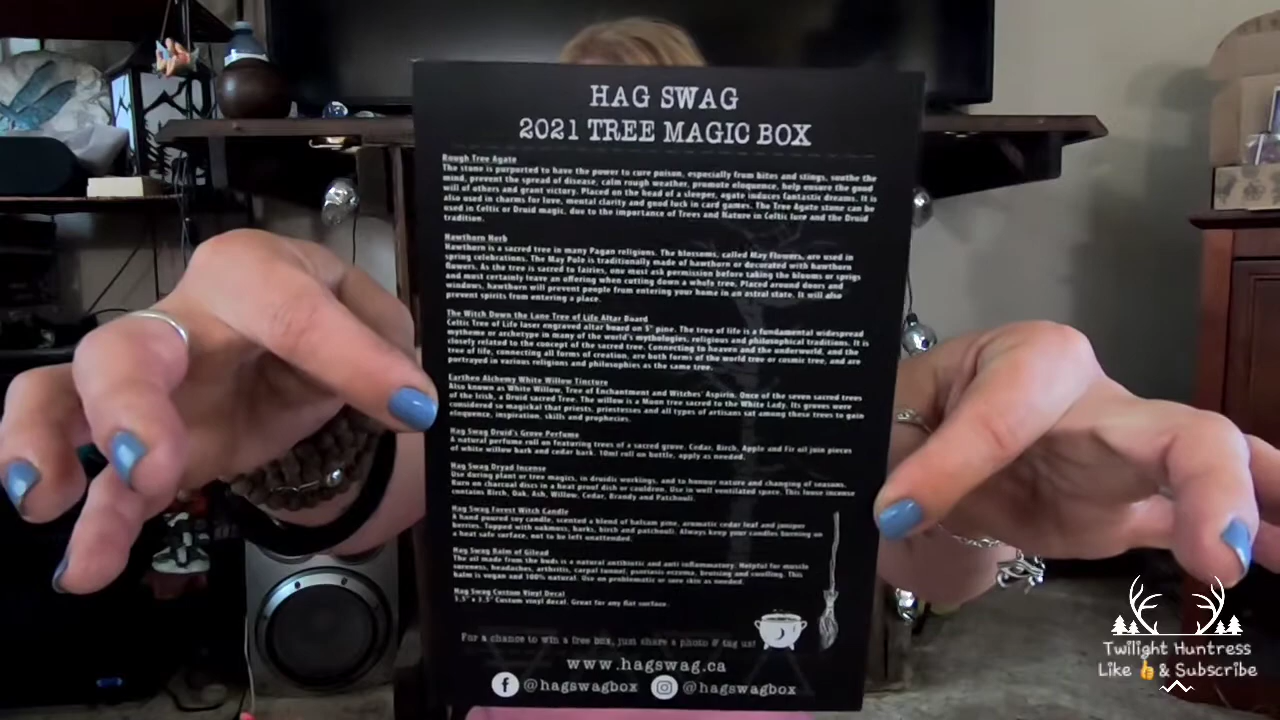 HAG SWAG
2021 TREE MAGIC BOX
Rough Tree Agate
The stone is purported to have the power to cure poison, especially from bites and stings, soothe the
mind, prevent the spread of disease, calm rough weather, promote eloquence, help ensure the good
will of others and grant victory. Placed on the head of a sleeper, agate induces fantastic dreams. It is
also used in charms for love, mental clarity and good luck in card games. The Tree Agate stone can be
used in Celtic or Druid magic, due to the importance of Trees and Nature in Celtic lore and the Druid
tradition.
Hawthorn Herb
Hawthorn is a sacred tree in many Pagan religions. The blossoms, called May Flowers, are used in
spring celebrations. The May Pole is traditionally made of hawthorn or decorated with hawthorn
flowers. As the tree is sacred to fairies, one must ask permission before taking the blooms or sprigs
and must certainly leave an offering when cutting down a whole tree. Placed around doors and
windows, hawthorn will prevent people from entering your home in an astral state. It will also
prevent spirits from entering a place.
The Witch Down the Lane Tree of Life Altar Board
Celtic Tree of Life laser engraved altar board on 5" pine. The tree of life is a fundamental widespread
mytheme or archetype in many of the world's mythologies, religious and philosophical traditions. It is
closely related to the concept of the sacred tree. Connecting to heaven and the underworld, and the
tree of life, connecting all forms of creation, are both forms of the world tree or cosmic tree, and are
portrayed in various religions and philosophies as the same tree.
Earthen Alchemy White Willow Tincture
Also known as White Willow, Tree of Enchantment and Witches' Aspirin. Once of the seven sacred trees
of the Irish, a Druid sacred Tree. The willow is a Moon tree sacred to the White Lady. Its groves were
considered so magickal that priests, priestesses and all types of artisans sat among these trees to gain
eloquence, inspiration, skills and prophecies.
Hag Swag Druid's Grove Perfume
A natural perfume roll on featuring trees of a sacred grove. Cedar, Birch, Apple and Fir oil join pieces
of white willow bark and cedar bark. 10ml roll on bottle, apply as needed.
Hag Swag Dryad Incense
Use during plant or tree magics, in druidic workings, and to honour nature and changing of seasons.
Burn on charcoal discs in a heat proof dish or cauldron. Use in well ventilated space. This loose incense
contains Birch, Oak, Ash, Willow, Cedar, Brandy and Patchouli.
Hag Swag Forest Witch Candle
A hand poured soy candle, scented a blend of balsam pine, aromatic cedar leaf and juniper
berries. Topped with oakmoss, barks, birch and patchouli. Always keep your candles burning on
a heat safe surface, not to be left unattended.
Hag Swag Balm of Gilead
The oil made from the buds is a natural antibiotic and anti inflammatory. Helpful for muscle
soreness, headaches, arthritis, carpal tunnel, psoriasis eczema, bruising and swelling. This
balm is vegan and 100% natural. Use on problematic or sore skin as needed.
Hag Swag Custom Vinyl Decal
3.5" x 3.5" Custom vinyl decal. Great for any flat surface.
For a chance to win a free box, just share a photo & tag us!
www.hagswag.ca
@hagswagbox @hagswagbox
Twilight Huntress
Like 👍 & Subscribe